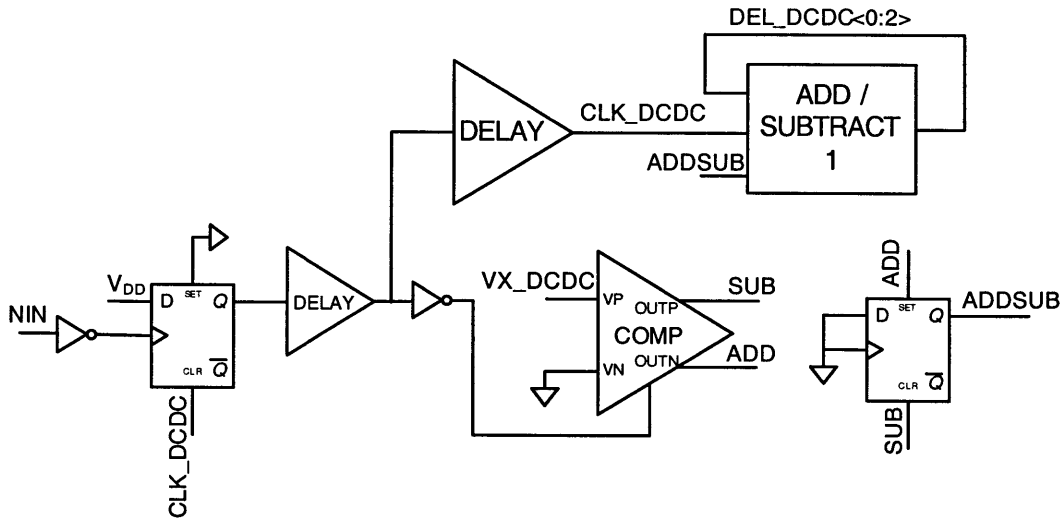 DEL_DCDC<0:2>
DELAY
CLK_DCDC
ADD /
SUBTRACT
1
ADDSUB
VDD
D
SET
Q
CLR
Q
NIN
CLK_DCDC
DELAY
VX_DCDC
VP
OUTP
SUB
COMP
VN
OUTN
ADD
ADD
D
SET
Q
ADDSUB
CLR
Q
SUB